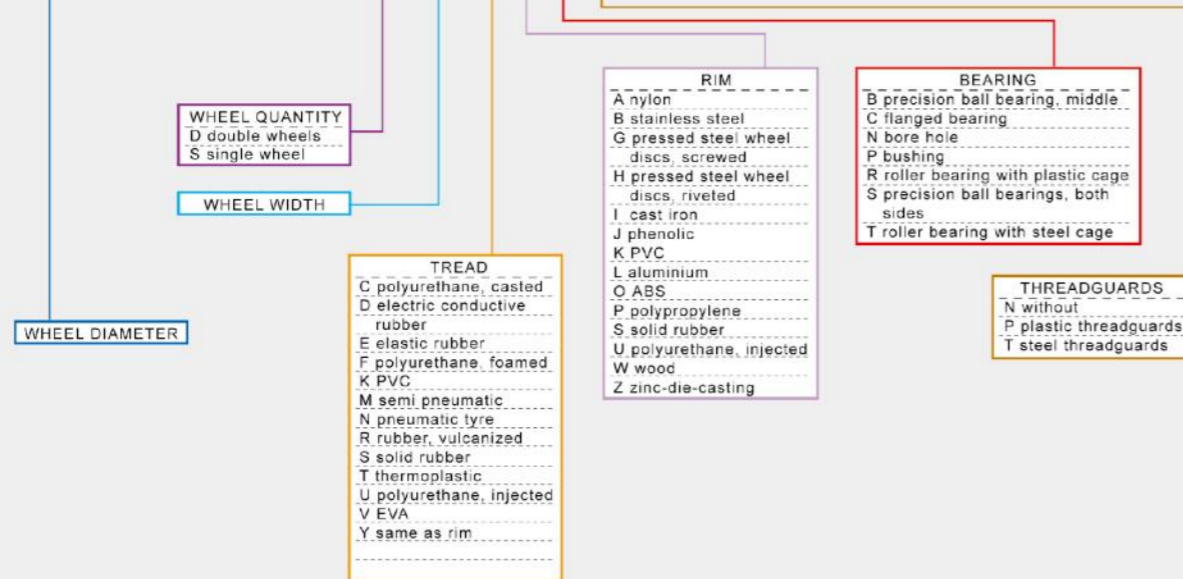 WHEEL QUANTITY
D double wheels
S single wheel
WHEEL WIDTH
WHEEL DIAMETER
TREAD
C polyurethane, casted
D electric conductive
rubber
E elastic rubber
F polyurethane, foamed
K PVC
M semi pneumatic
N pneumatic tyre
R rubber, vulcanized
S solid rubber
T thermoplastic
U polyurethane, injected
V EVA
Y same as rim
RIM
A nylon
B stainless steel
G pressed steel wheel
discs, screwed
H pressed steel wheel
discs, riveted
I cast iron
J phenolic
K PVC
L aluminium
O ABS
P polypropylene
S solid rubber
U polyurethane, injected
W wood
Z zinc-die-casting
BEARING
B precision ball bearing, middle
C flanged bearing
N bore hole
P bushing
R roller bearing with plastic cage
S precision ball bearings, both
sides
T roller bearing with steel cage
THREADGUARDS
N without
P plastic threadguards
T steel threadguards